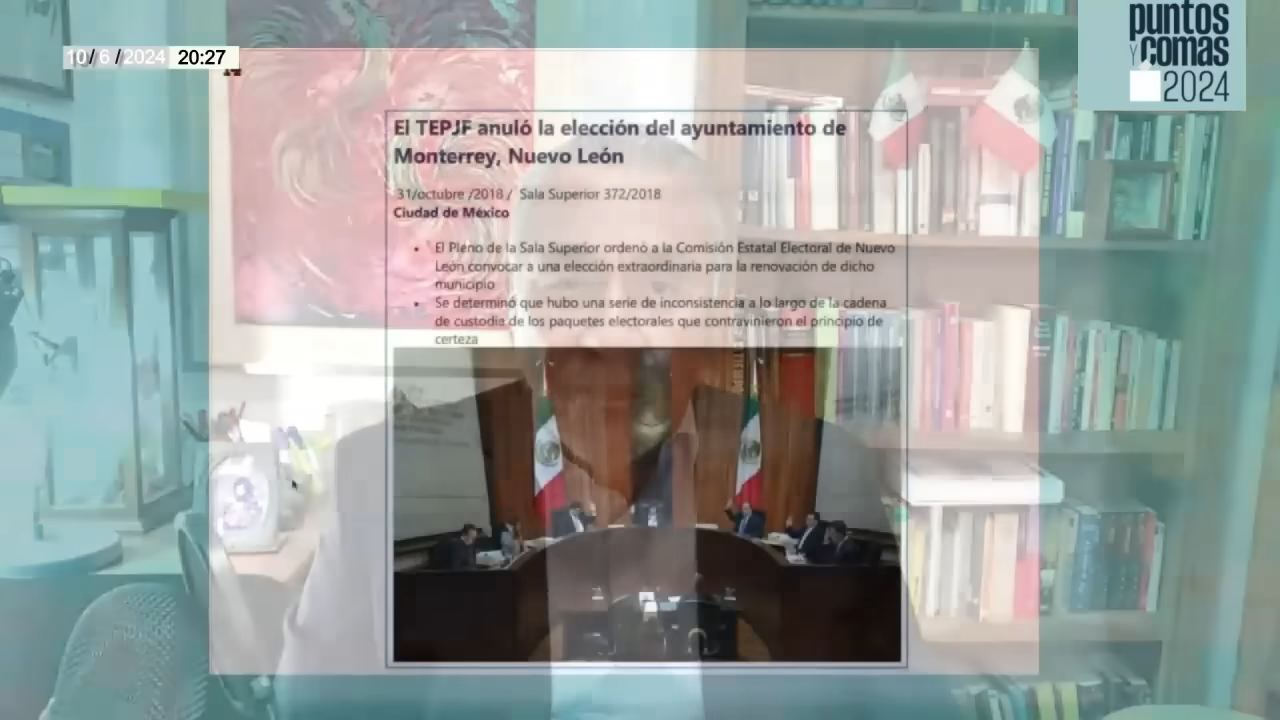 10/ 6 /2024 20:27
puntos
Y comas
2024
El TEPJF anuló la elección del ayuntamiento de
Monterrey, Nuevo León
31/octubre /2018 / Sala Superior 372/2018
Ciudad de México
• El Pleno de la Sala Superior ordenó a la Comisión Estatal Electoral de Nuevo
León convocar a una elección extraordinaria para la renovación de dicho
municipio
• Se determinó que hubo una serie de inconsistencia a lo largo de la cadena
de custodia de los paquetes electorales que contravinieron el principio de
certeza